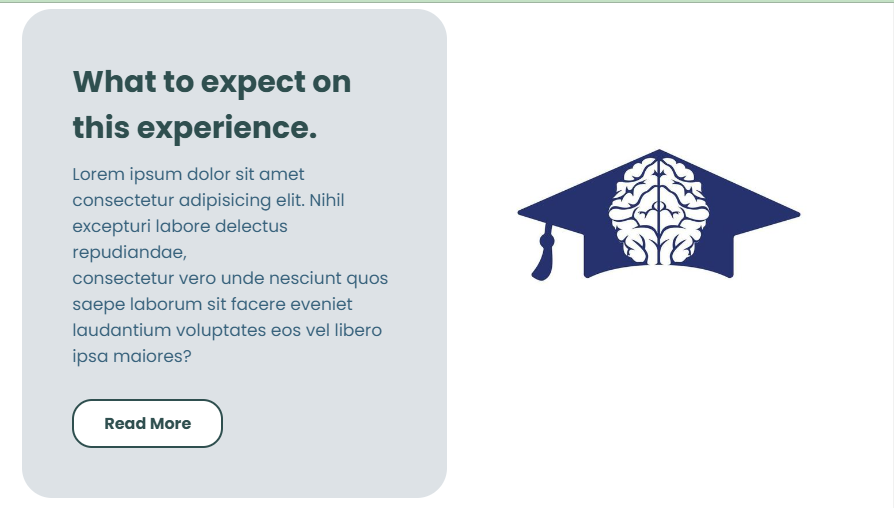 What to expect on
this experience.
Lorem ipsum dolor sit amet
consectetur adipisicing elit. Nihil
excepturi labore delectus
repudiandae,
consectetur vero unde nesciunt quos
saepe laborum sit facere eveniet
laudantium voluptates eos vel libero
ipsa maiores?
Read More